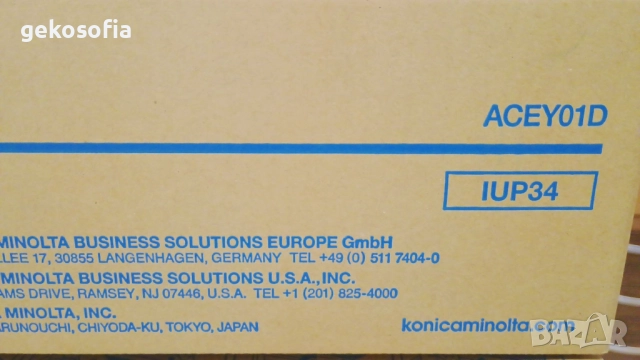 gekosofia
ACEY01D
IUP34
MINOLTA BUSINESS SOLUTIONS EUROPE GmbH
LLEE 17, 30855 LANGENHAGEN, GERMANY TEL +49 (0) 511 7404-0
MINOLTA BUSINESS SOLUTIONS U.S.A.,INC.
AMS DRIVE, RAMSEY, NJ 07446, U.S.A. TEL +1 (201) 825-4000
MINOLTA, INC.
ARUNOUCHI, CHIYODA-KU, TOKYO, JAPAN
konicaminolta.com
bazar